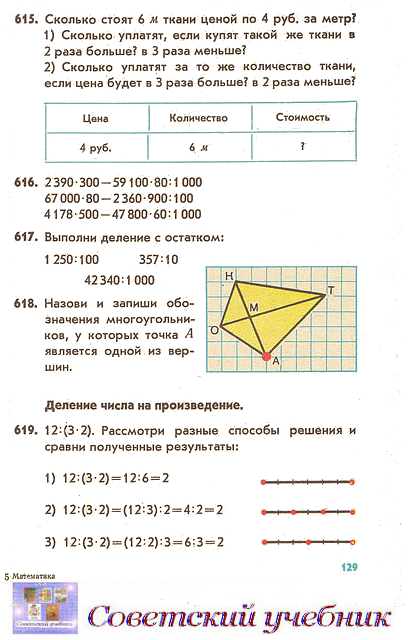 615. Сколько стоят 6 м ткани ценой по 4 руб. за метр?
1) Сколько уплатят, если купят такой же ткани в
2 раза больше? в 3 раза меньше?
2) Сколько уплатят за то же количество ткани,
если цена будет в 3 раза больше? в 2 раза меньше?
Цена Количество Стоимость
4 руб. 6 м ?
616. 2 390·300—59 100·80:1 000
67 000·80—2 360·900:100
4 178·500—47 800·60:1 000
617. Выполни деление с остатком:
1 250:100 357:10
42 340:1 000
618. Назови и запиши обо-
значения многоугольни-
ков, у которых точка А
является одной из вер-
шин.
К
Т
М
О
А
Деление числа на произведение.
619. 12:(3·2). Рассмотри разные способы решения и
сравни полученные результаты:
1) 12:(3·2)=12:6=2
2) 12:(3·2)=(12:3):2=4:2=2
3) 12:(3·2)=(12:2):3=6:3=2
129
5 Математика
Советский учебник
Советский учебник